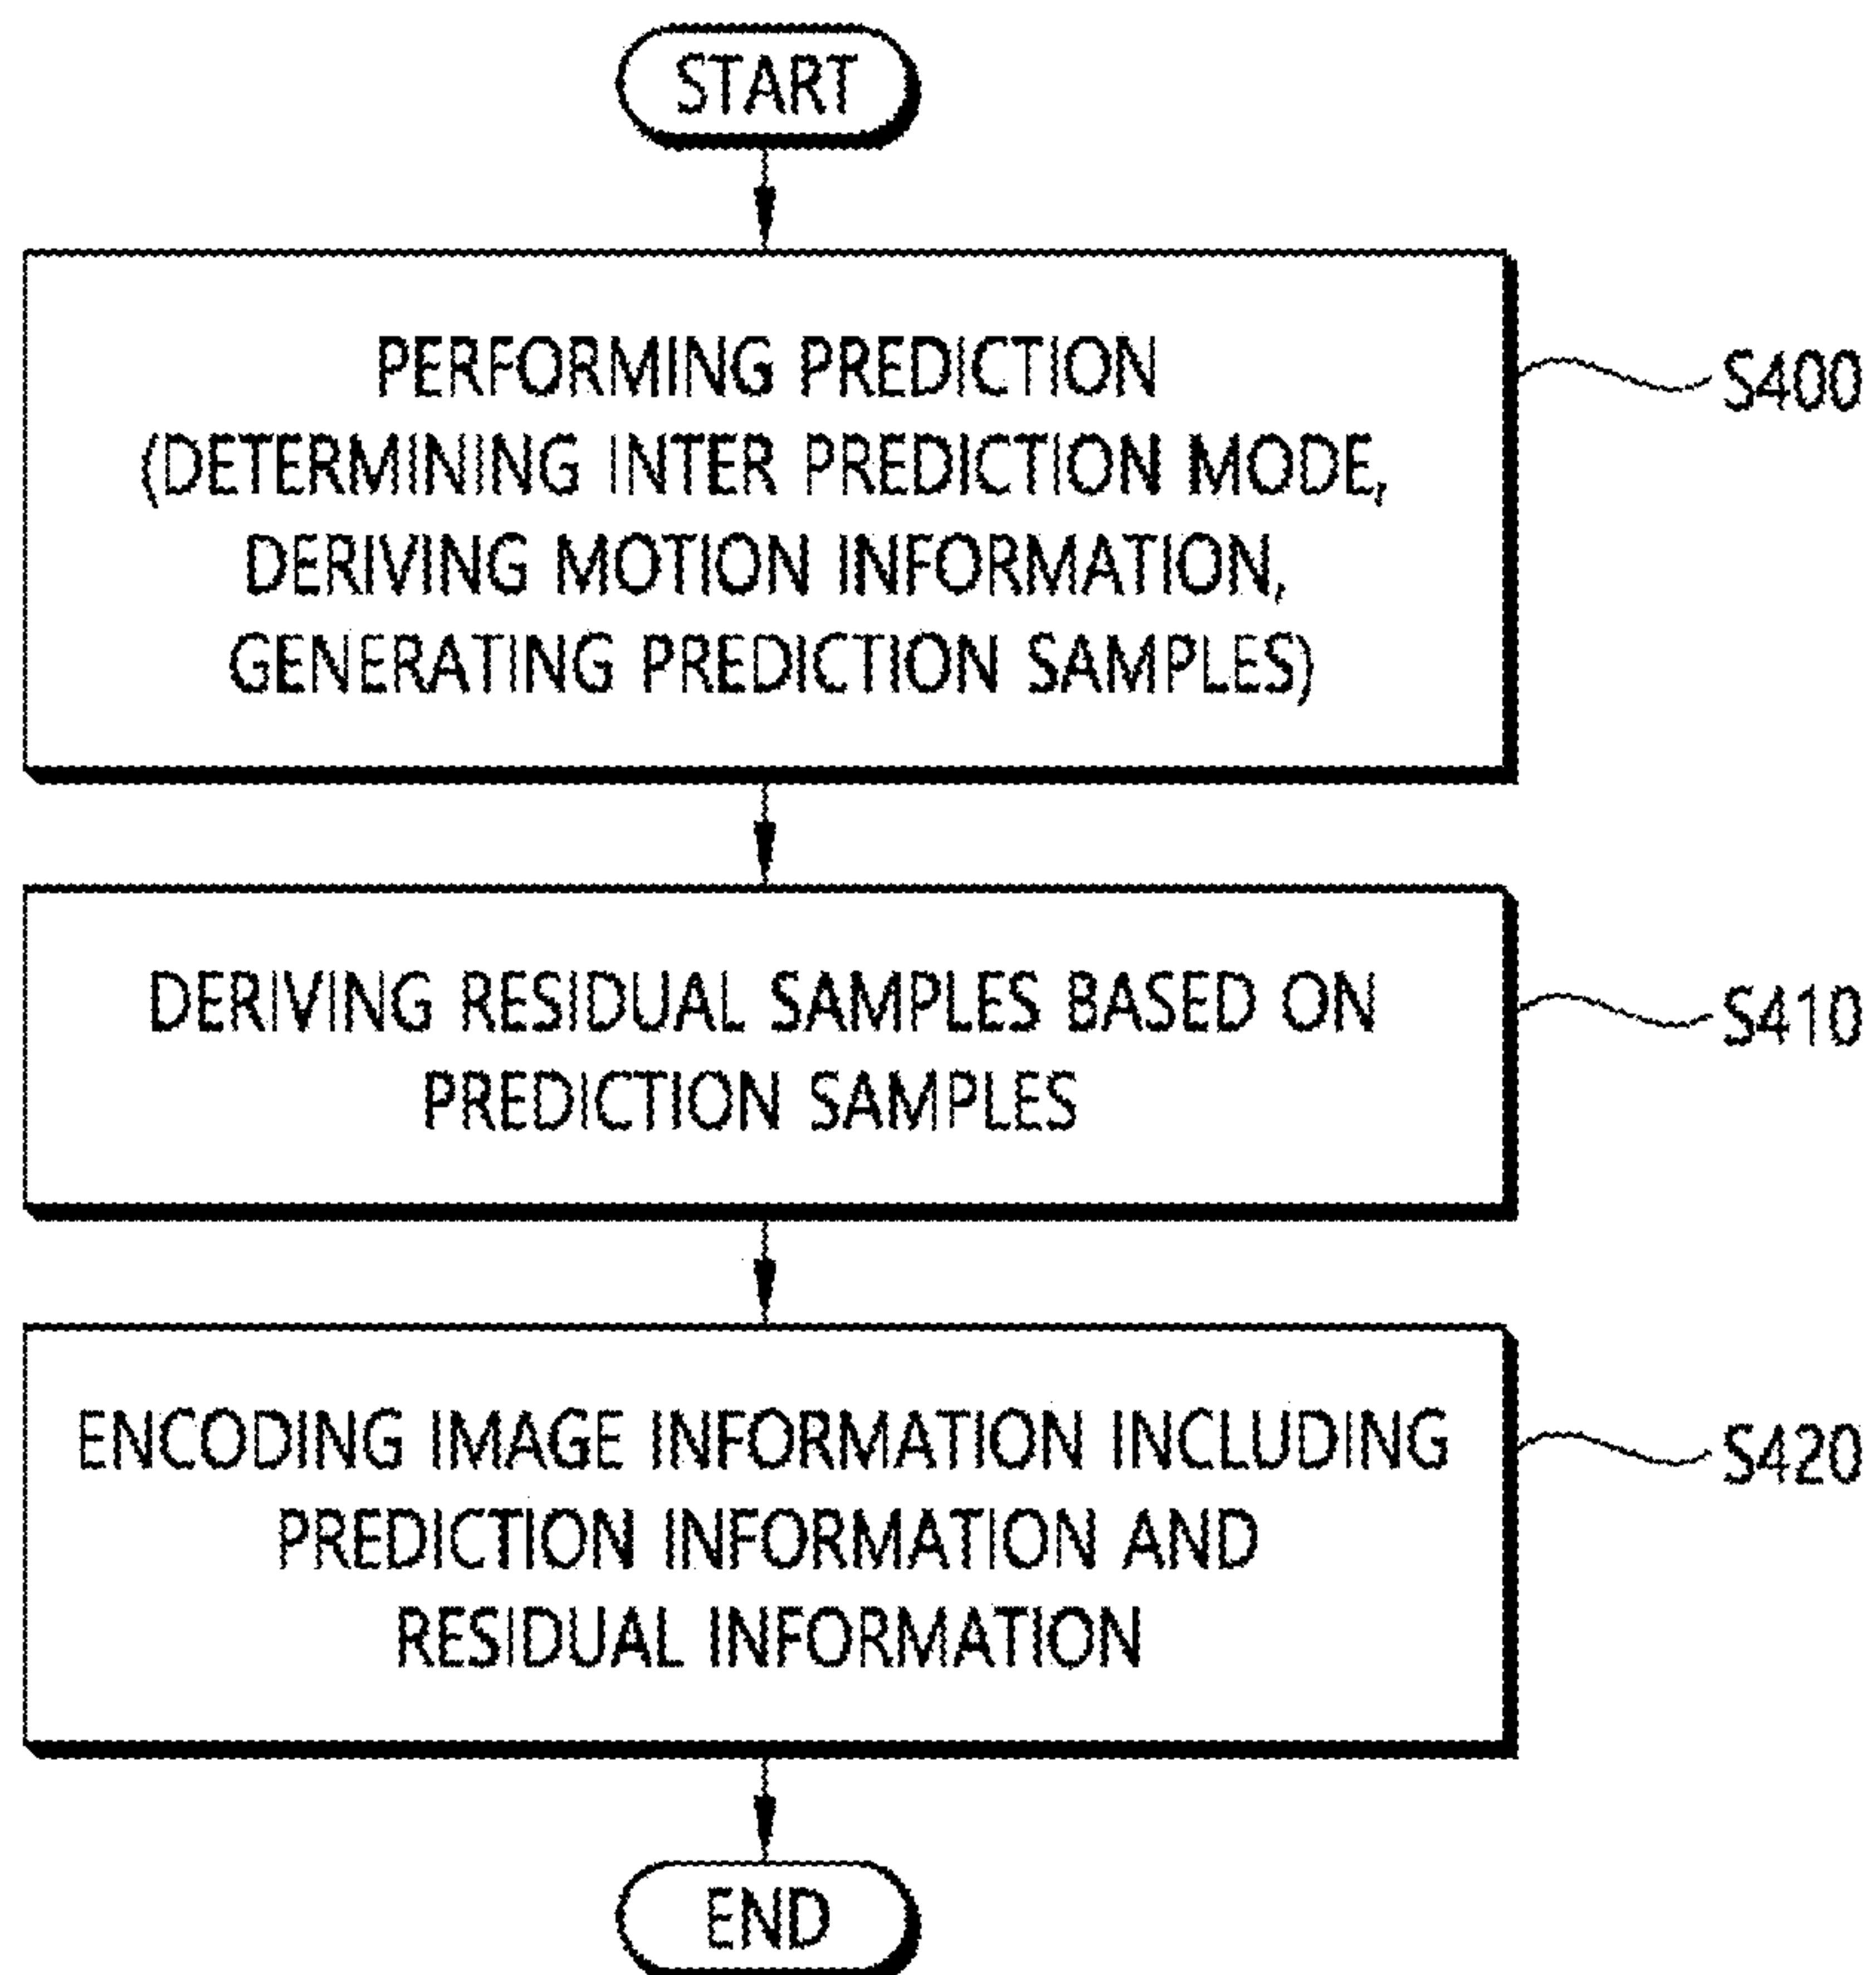 START
PERFORMING PREDICTION
(DETERMINING INTER PREDICTION MODE,
DERIVING MOTION INFORMATION,
GENERATING PREDICTION SAMPLES)
S400
DERIVING RESIDUAL SAMPLES BASED ON
PREDICTION SAMPLES
S410
ENCODING IMAGE INFORMATION INCLUDING
PREDICTION INFORMATION AND
RESIDUAL INFORMATION
S420
END